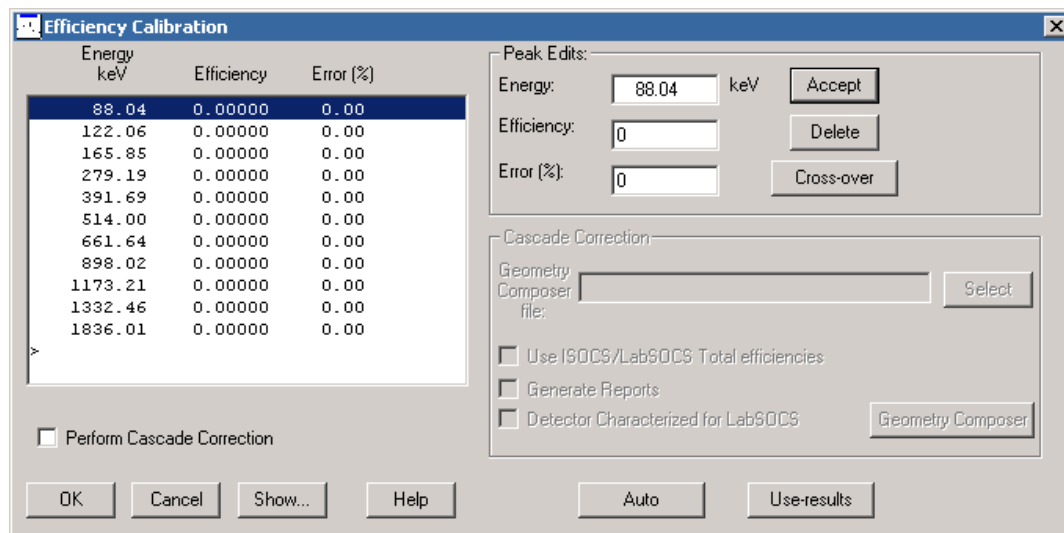 Efficiency Calibration
Energy
keV Efficiency Error (%)
88.04 0.00000 0.00
122.06 0.00000 0.00
165.85 0.00000 0.00
279.19 0.00000 0.00
391.69 0.00000 0.00
514.00 0.00000 0.00
661.64 0.00000 0.00
898.02 0.00000 0.00
1173.21 0.00000 0.00
1332.46 0.00000 0.00
1836.01 0.00000 0.00
>
Perform Cascade Correction
Peak Edits:
Energy: 88.04 keV Accept
Efficiency: 0 Delete
Error (%): 0 Cross-over
Cascade Correction
Geometry
Composer
file:
Select
Use ISOCS/LabSOCS Total efficiencies
Generate Reports
Detector Characterized for LabSOCS
Geometry Composer
OK Cancel Show... Help Auto Use-results